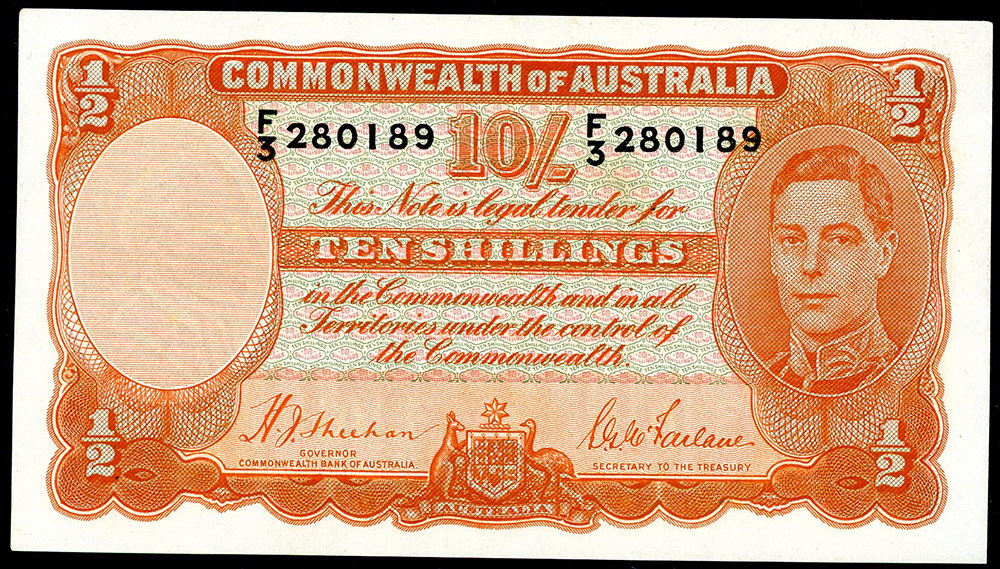 COMMONWEALTH OF AUSTRALIA
1/2
1/2
F/3 280189 10/- F/3 280189
This Note is legal tender for
TEN SHILLINGS
in the Commonwealth and in all
Territories under the control of
the Commonwealth.
1/2
1/2
H. J. Sheehan
GOVERNOR
COMMONWEALTH BANK OF AUSTRALIA.
McFarlane
SECRETARY TO THE TREASURY
AUSTRALIA